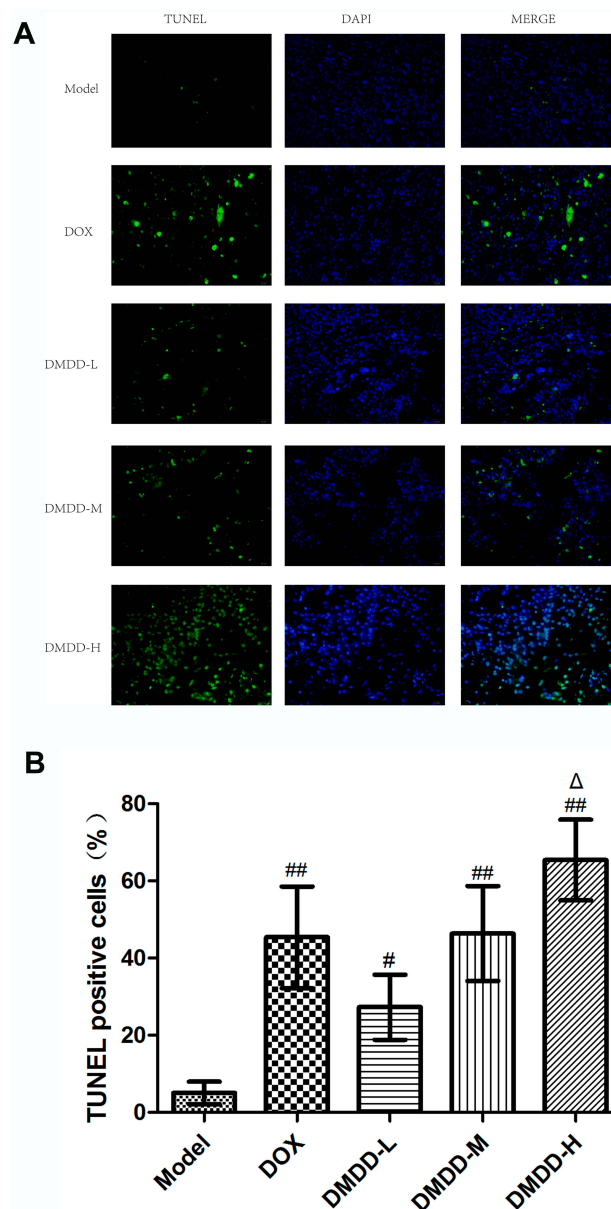 A
TUNEL DAPI MERGE
Model
DOX
DMDD-L
DMDD-M
DMDD-H
B
TUNEL positive cells（%）
80
60
40
20
0
##
#
##
Δ
##
Model
DOX
DMDD-L
DMDD-M
DMDD-H